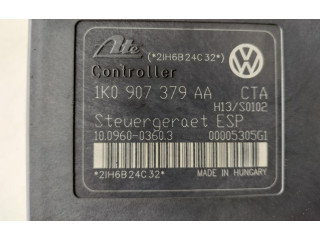 Ate (*2IH6B24C32*)
Controller
1K0 907 379 AA CTA
H13/S0102
Steuergeraet ESP
10.0960-0360.3 00005305G1
*2IH6B24C32* MADE IN HUNGARY